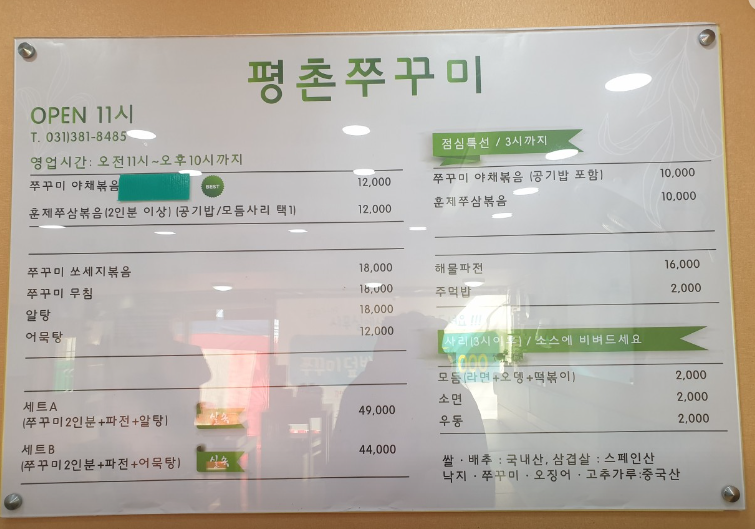 평촌쭈꾸미
OPEN 11시
T. 031)381-8485
영업시간: 오전11시~오후10시까지
쭈꾸미 야채볶음 BEST 12,000
훈제쭈삼볶음(2인분 이상) (공기밥/모듬사리 택1) 12,000
쭈꾸미 쏘세지볶음 18,000
쭈꾸미 무침 18,000
알탕 18,000
어묵탕 12,000
세트A
(쭈꾸미2인분+파전+알탕) 49,000
세트B
(쭈꾸미2인분+파전+어묵탕) 44,000
점심특선 / 3시까지
쭈꾸미 야채볶음 (공기밥 포함) 10,000
훈제쭈삼볶음 10,000
해물파전 16,000
주먹밥 2,000
사리(3시이후) / 소스에 비벼드세요
모듬(라면+오뎅+떡볶이) 2,000
소면 2,000
우동 2,000
쌀 · 배추 : 국내산, 삼겹살 : 스페인산
낙지 · 쭈꾸미 · 오징어 · 고추가루:중국산